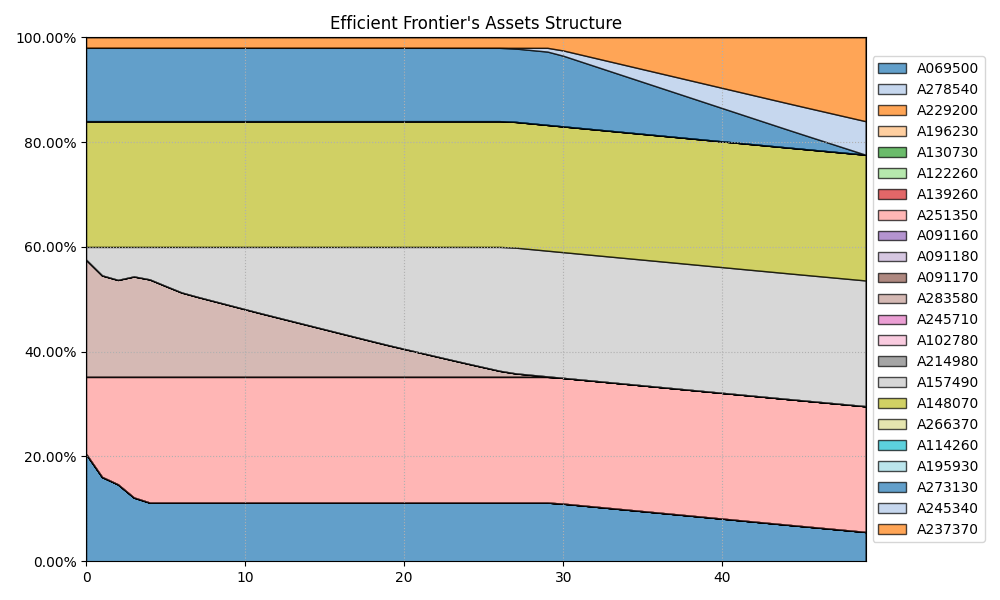 Efficient Frontier's Assets Structure
100.00%
80.00%
60.00%
40.00%
20.00%
0.00%
0
10
20
30
40
A069500
A278540
A229200
A196230
A130730
A122260
A139260
A251350
A091160
A091180
A091170
A283580
A245710
A102780
A214980
A157490
A148070
A266370
A114260
A195930
A273130
A245340
A237370